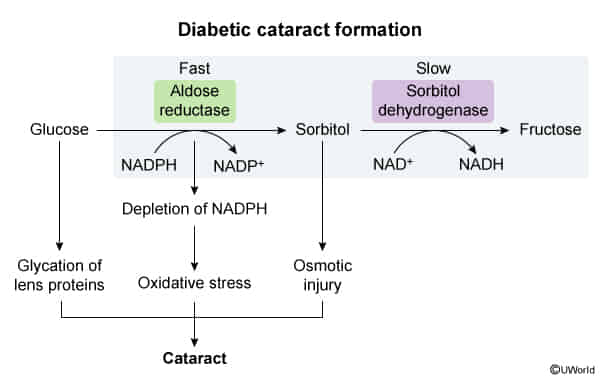 Diabetic cataract formation
Fast
Slow
Aldose
reductase
Sorbitol
dehydrogenase
Glucose
Sorbitol
Fructose
NADPH
NADP⁺
NAD⁺
NADH
Depletion of NADPH
Glycation of
lens proteins
Oxidative stress
Osmotic
injury
Cataract
©UWorld